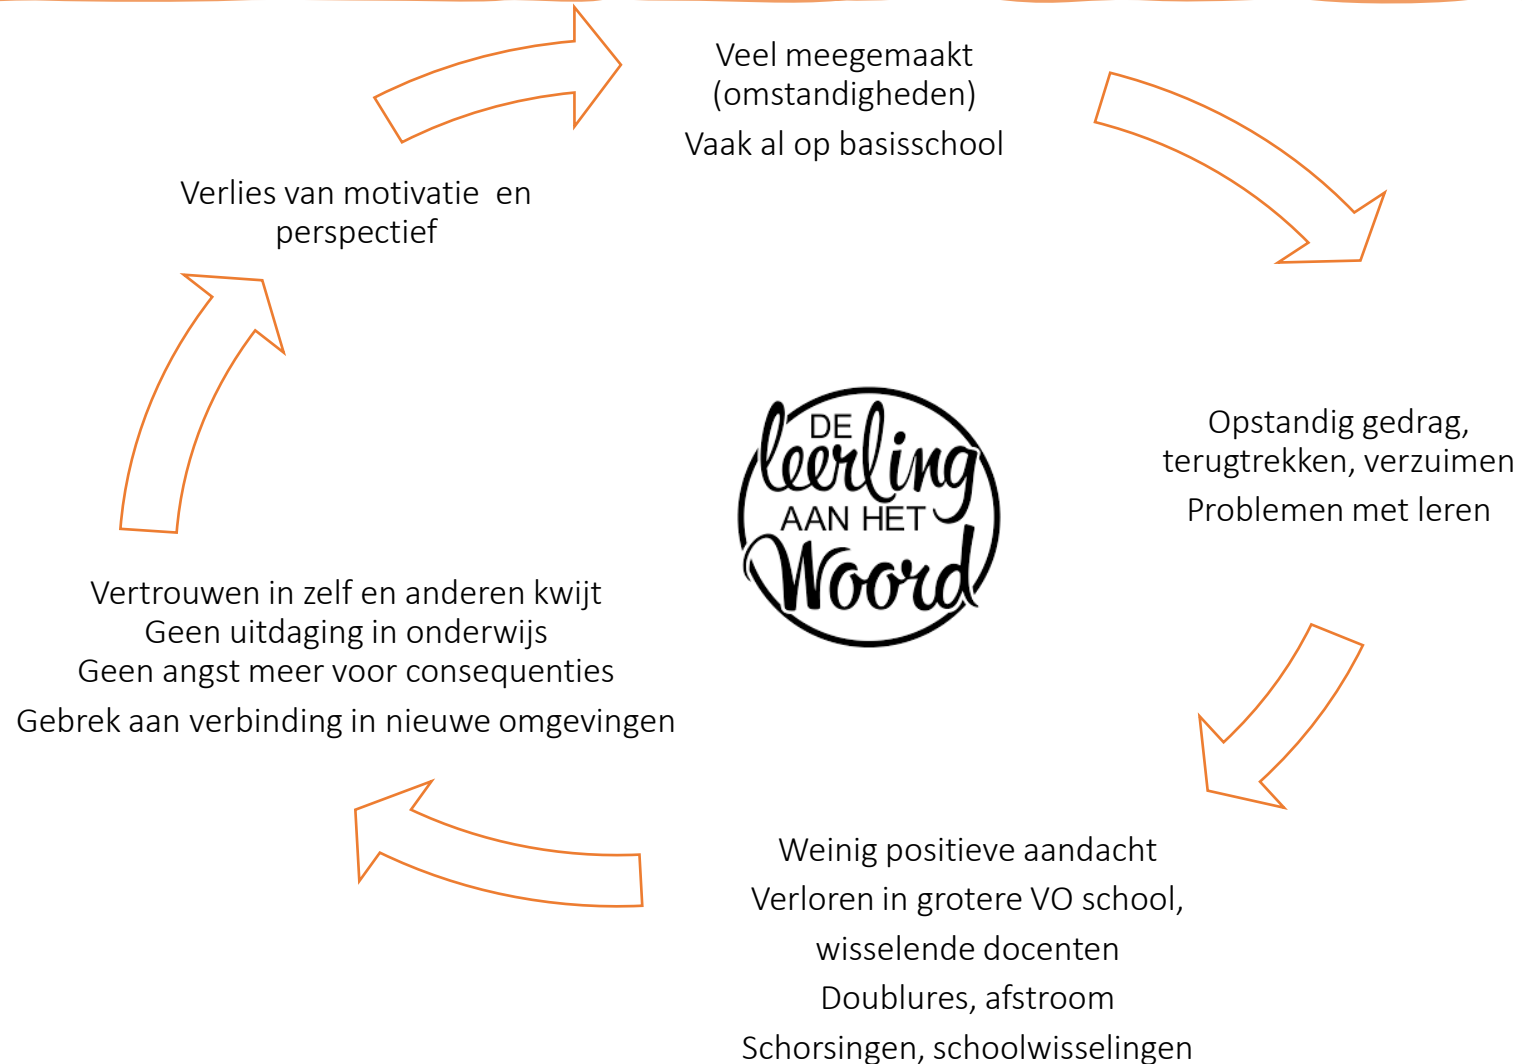 Veel meegemaakt
(omstandigheden)
Vaak al op basisschool
Opstandig gedrag,
terugtrekken, verzuimen
Problemen met leren
Weinig positieve aandacht
Verloren in grotere VO school,
wisselende docenten
Doublures, afstroom
Schorsingen, schoolwisselingen
Vertrouwen in zelf en anderen kwijt
Geen uitdaging in onderwijs
Geen angst meer voor consequenties
Gebrek aan verbinding in nieuwe omgevingen
Verlies van motivatie en
perspectief
DE
leerling
AAN HET
Woord